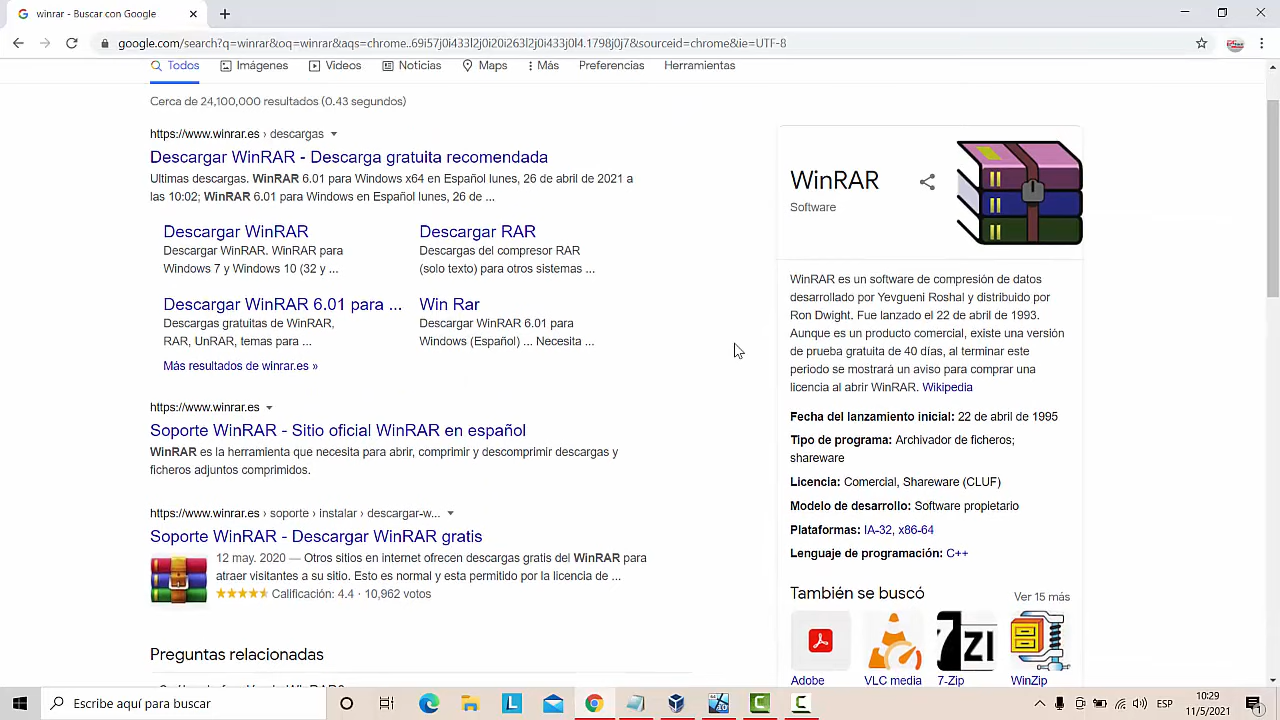 winrar - Buscar con Google
google.com/search?q=winrar&oq=winrar&aqs=chrome..69i57j0i433l2j0i20i263l2j0i433j0l4.1798j0j7&sourceid=chrome&ie=UTF-8
Todos Imágenes Videos Noticias Maps Más Preferencias Herramientas
Cerca de 24,100,000 resultados (0.43 segundos)
https://www.winrar.es › descargas
Descargar WinRAR - Descarga gratuita recomendada
Ultimas descargas. WinRAR 6.01 para Windows x64 en Español lunes, 26 de abril de 2021 a
las 10:02; WinRAR 6.01 para Windows en Español lunes, 26 de ...
Descargar WinRAR
Descargar WinRAR. WinRAR para
Windows 7 y Windows 10 (32 y ...
Descargas RAR
Descargas del compresor RAR
(solo texto) para otros sistemas ...
Descargar WinRAR 6.01 para ...
Descargas gratuitas de WinRAR,
RAR, UnRAR, temas para ...
Win Rar
Descargar WinRAR 6.01 para
Windows (Español) ... Necesita ...
Más resultados de winrar.es »
https://www.winrar.es
Soporte WinRAR - Sitio oficial WinRAR en español
WinRAR es la herramienta que necesita para abrir, comprimir y descomprimir descargas y
ficheros adjuntos comprimidos.
https://www.winrar.es › soporte › instalar › descargar-w...
Soporte WinRAR - Descargar WinRAR gratis
12 may. 2020 — Otros sitios en internet ofrecen descargas gratis del WinRAR para
atraer visitantes a su sitio. Esto es normal y esta permitido por la licencia de ...
Calificación: 4.4 · 10,962 votos
Preguntas relacionadas
WinRAR
Software
WinRAR es un software de compresión de datos
desarrollado por Yevgueni Roshal y distribuido por
Ron Dwight. Fue lanzado el 22 de abril de 1993.
Aunque es un producto comercial, existe una versión
de prueba gratuita de 40 días, al terminar este
periodo se mostrará un aviso para comprar una
licencia al abrir WinRAR. Wikipedia
Fecha del lanzamiento inicial: 22 de abril de 1995
Tipo de programa: Archivador de ficheros;
shareware
Licencia: Comercial, Shareware (CLUF)
Modelo de desarrollo: Software propietario
Plataformas: IA-32, x86-64
Lenguaje de programación: C++
También se buscó
Ver 15 más
7ZI
Adobe VLC media 7-Zip WinZip
Escribe aquí para buscar
L
ESP
10:29
11/5/2021